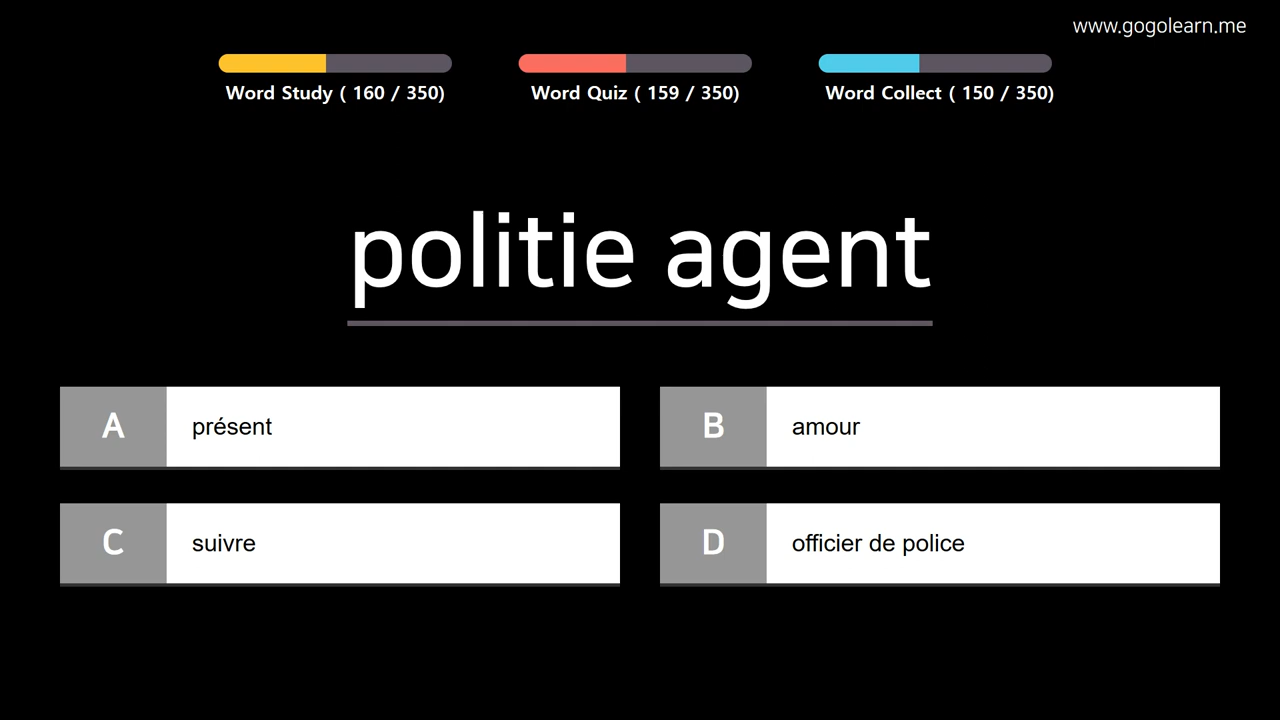 www.gogolearn.me
Word Study ( 160 / 350)
Word Quiz ( 159 / 350)
Word Collect ( 150 / 350)
politie agent
A présent
B amour
C suivre
D officier de police